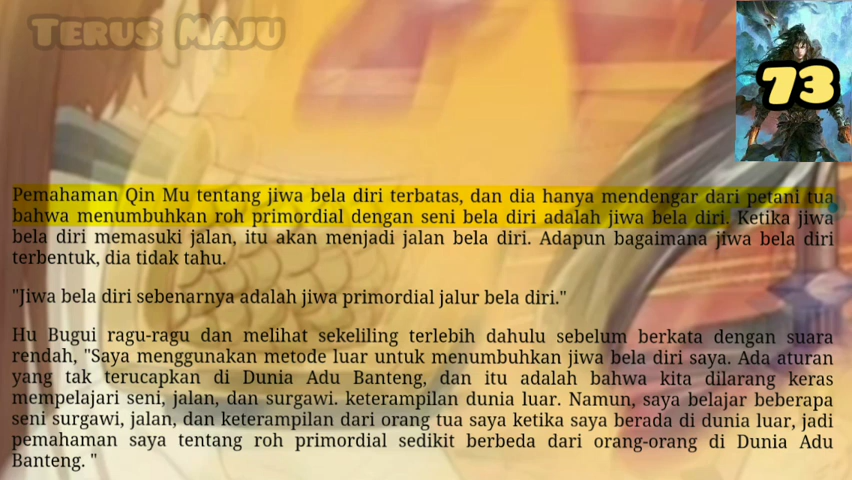 Terus Maju
73
Pemahaman Qin Mu tentang jiwa bela diri terbatas, dan dia hanya mendengar dari petani tua
bahwa menumbuhkan roh primordial dengan seni bela diri adalah jiwa bela diri. Ketika jiwa
bela diri memasuki jalan, itu akan menjadi jalan bela diri. Adapun bagaimana jiwa bela diri
terbentuk, dia tidak tahu.
"Jiwa bela diri sebenarnya adalah jiwa primordial jalur bela diri."
Hu Bugui ragu-ragu dan melihat sekeliling terlebih dahulu sebelum berkata dengan suara
rendah, "Saya menggunakan metode luar untuk menumbuhkan jiwa bela diri saya. Ada aturan
yang tak terucapkan di Dunia Adu Banteng, dan itu adalah bahwa kita dilarang keras
mempelajari seni, jalan, dan surgawi. keterampilan dunia luar. Namun, saya belajar beberapa
seni surgawi, jalan, dan keterampilan dari orang tua saya ketika saya berada di dunia luar, jadi
pemahaman saya tentang roh primordial sedikit berbeda dari orang-orang di Dunia Adu
Banteng. "